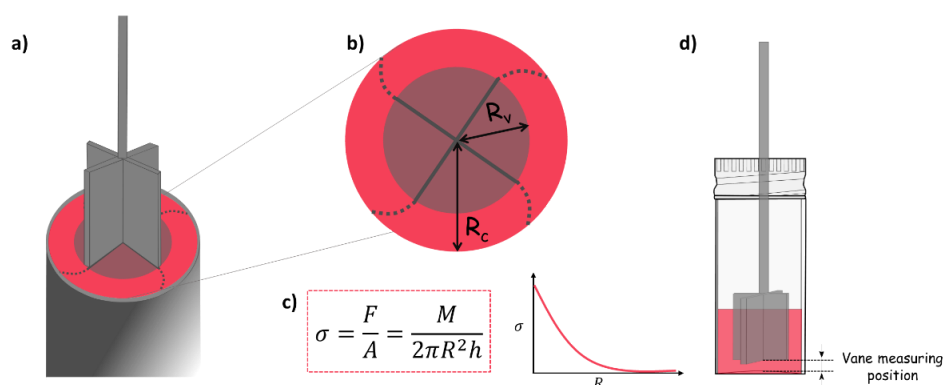 a)
b)
R_v
R_c
c)
σ = F/A = M/2πR²h
σ
R
d)
Vane measuring
position